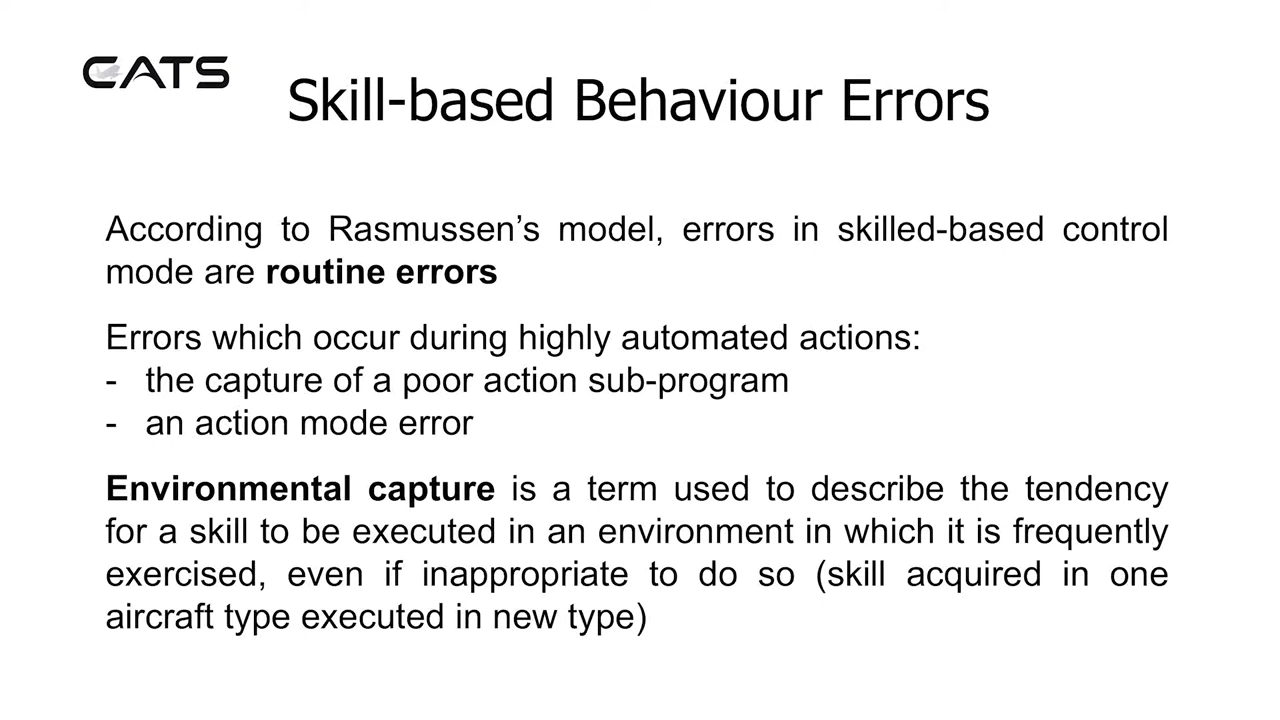 CATS
Skill-based Behaviour Errors
According to Rasmussen’s model, errors in skilled-based control
mode are routine errors
Errors which occur during highly automated actions:
- the capture of a poor action sub-program
- an action mode error
Environmental capture is a term used to describe the tendency
for a skill to be executed in an environment in which it is frequently
exercised, even if inappropriate to do so (skill acquired in one
aircraft type executed in new type)